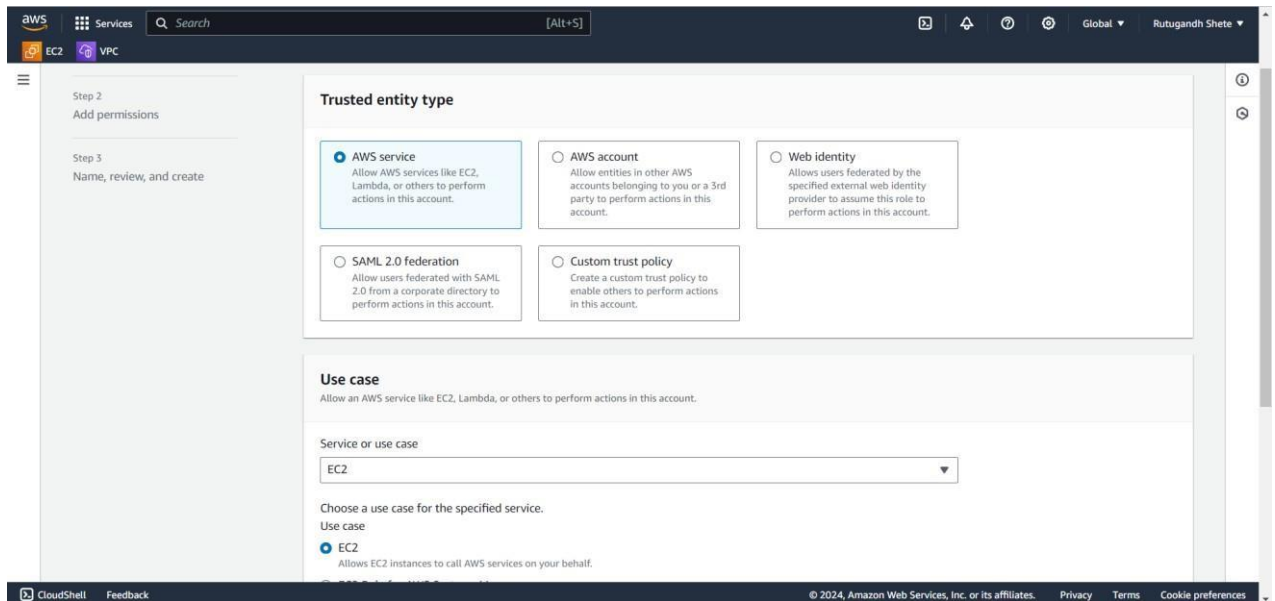 aws
Services
Search
[Alt+S]
Global
Rutugandh Shete
EC2
VPC
Step 2
Add permissions
Step 3
Name, review, and create
Trusted entity type
AWS service
Allow AWS services like EC2,
Lambda, or others to perform
actions in this account.
AWS account
Allow entities in other AWS
accounts belonging to you or a 3rd
party to perform actions in this
account.
Web identity
Allows users federated by the
specified external web identity
provider to assume this role to
perform actions in this account.
SAML 2.0 federation
Allow users federated with SAML
2.0 from a corporate directory to
perform actions in this account.
Custom trust policy
Create a custom trust policy to
enable others to perform actions
in this account.
Use case
Allow an AWS service like EC2, Lambda, or others to perform actions in this account.
Service or use case
EC2
Choose a use case for the specified service.
Use case
EC2
Allows EC2 instances to call AWS services on your behalf.
CloudShell
Feedback
© 2024, Amazon Web Services, Inc. or its affiliates.
Privacy
Terms
Cookie preferences